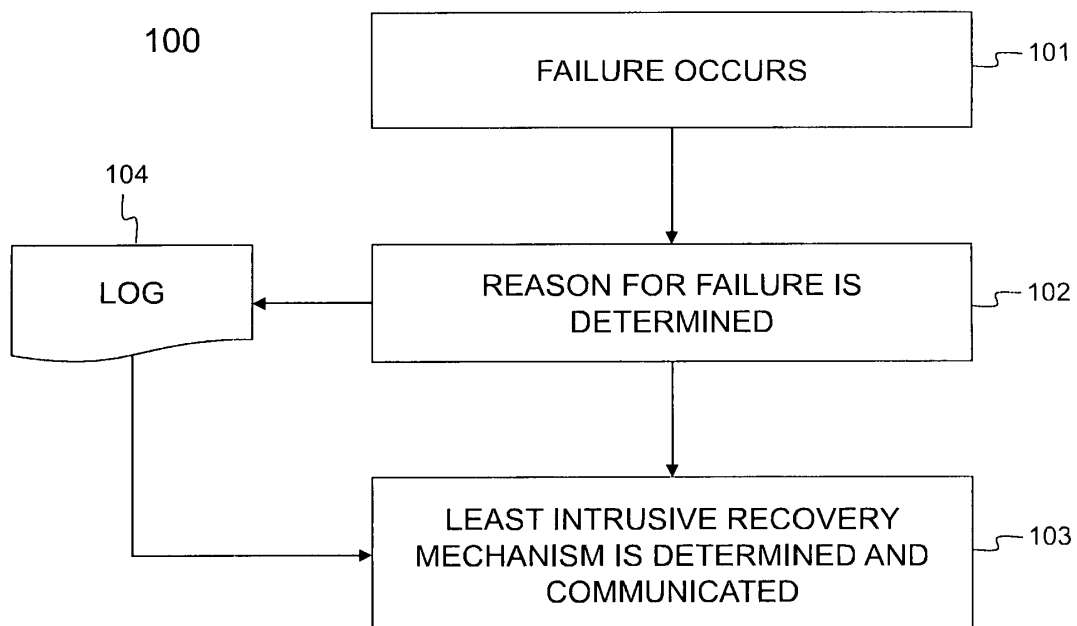 100
FAILURE OCCURS
101
104
LOG
REASON FOR FAILURE IS
DETERMINED
102
LEAST INTRUSIVE RECOVERY
MECHANISM IS DETERMINED AND
COMMUNICATED
103